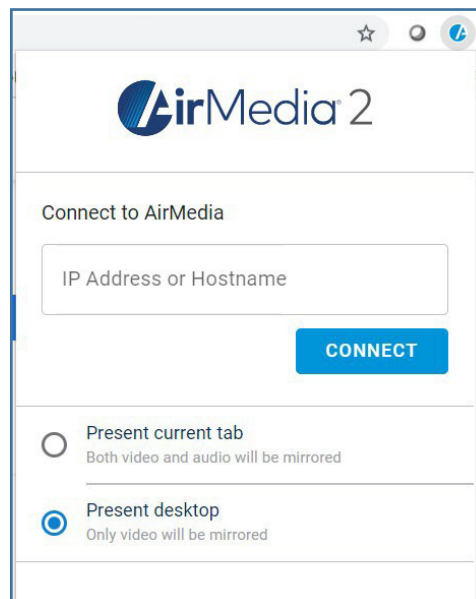 AirMedia® 2
Connect to AirMedia
IP Address or Hostname
CONNECT
Present current tab
Both video and audio will be mirrored
Present desktop
Only video will be mirrored